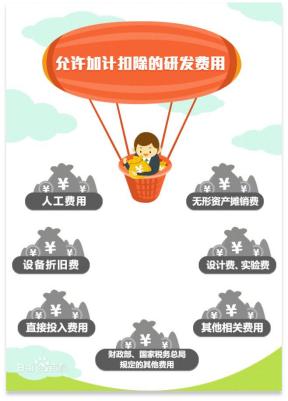 允许加计扣除的研发费用
人工费用
无形资产摊销费
设备折旧费
设计费、实验费
直接投入费用
其他相关费用
财政部、国家税务总局
规定的其他费用